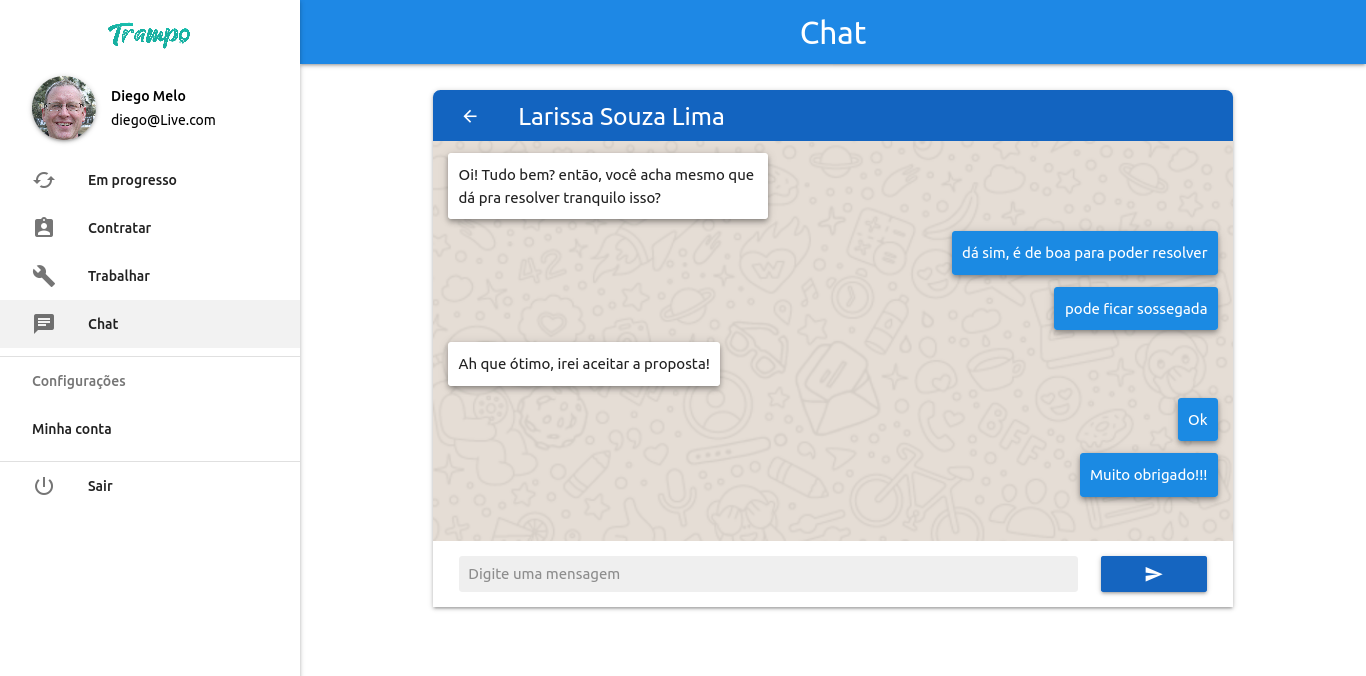 Trampo
Diego Melo
diego@Live.com
Em progresso
Contratar
Trabalhar
Chat
Configurações
Minha conta
Sair
Chat
Larissa Souza Lima
Oi! Tudo bem? então, você acha mesmo que
dá pra resolver tranquilo isso?
dá sim, é de boa para poder resolver
pode ficar sossegada
Ah que ótimo, irei aceitar a proposta!
Ok
Muito obrigado!!!
Digite uma mensagem